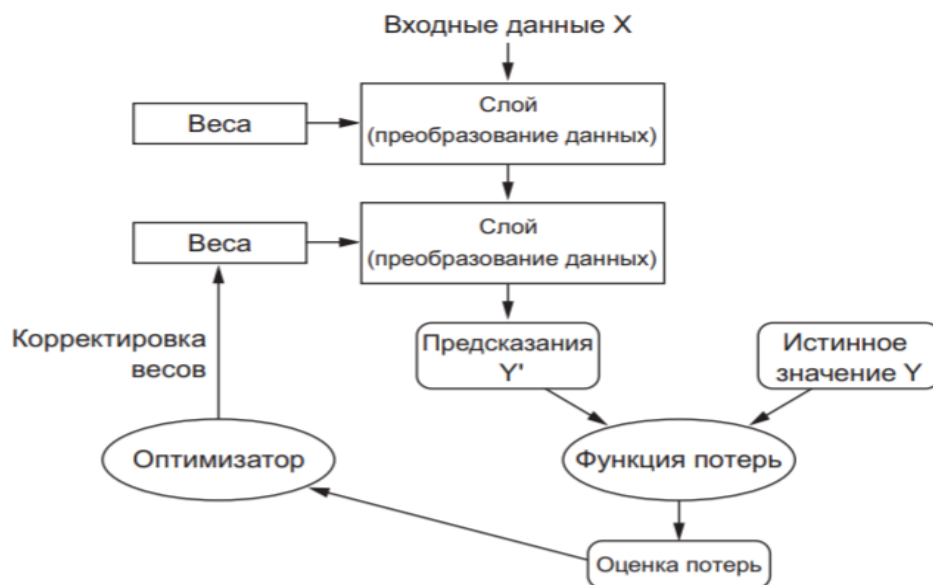 Входные данные X
Слой
(преобразование данных)
Веса
Слой
(преобразование данных)
Веса
Корректировка
весов
Предсказания
Y'
Истинное
значение Y
Оптимизатор
Функция потерь
Оценка потерь